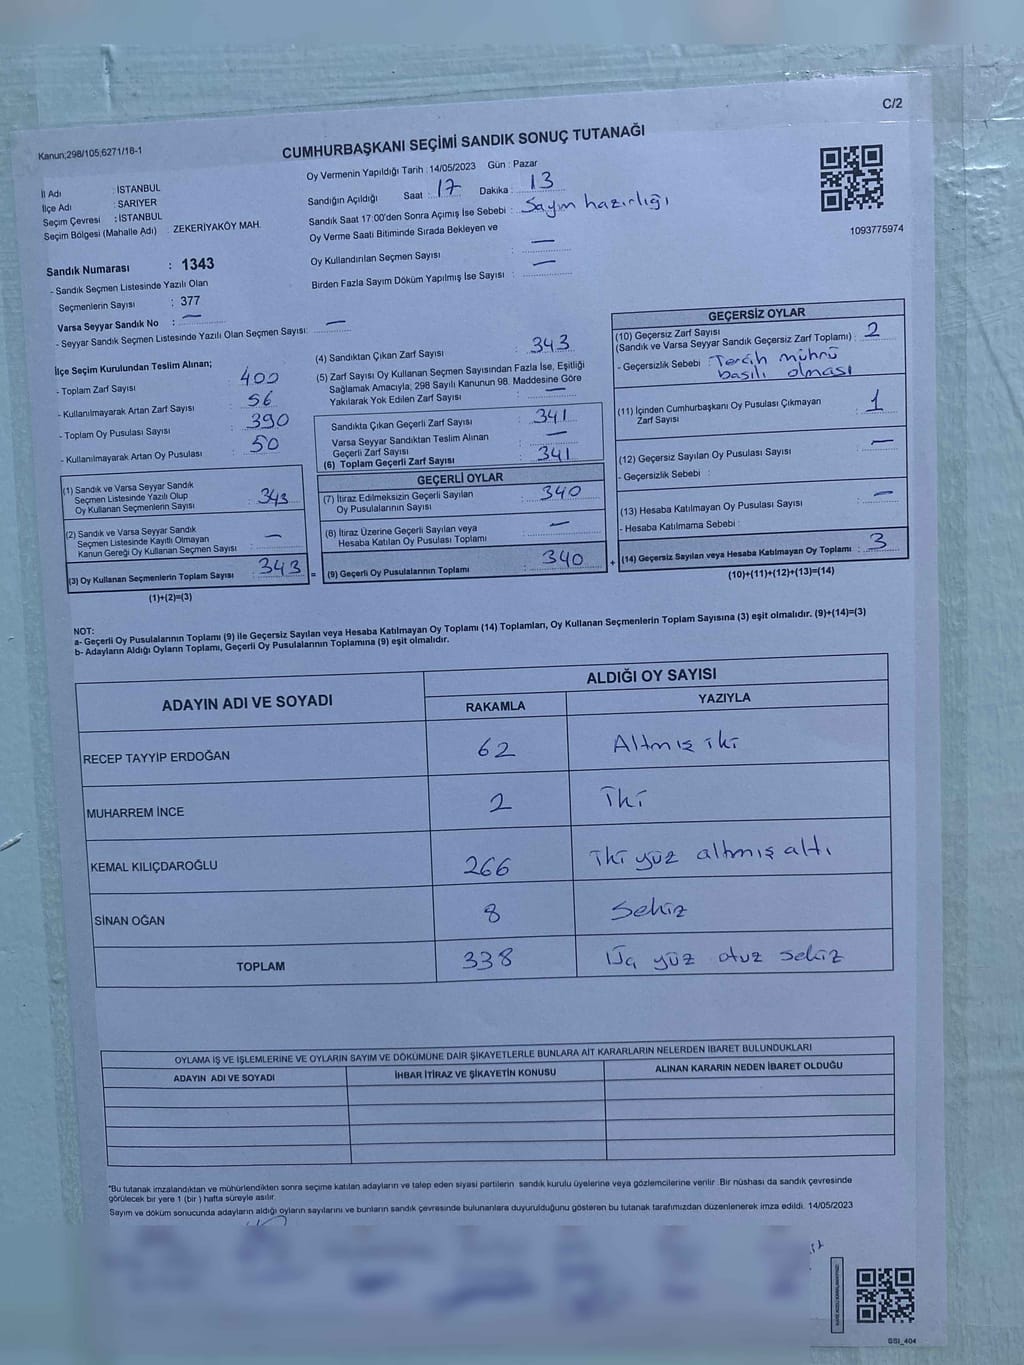 C/2
Kanun;298/105;6271/18-1
CUMHURBAŞKANI SEÇİMİ SANDIK SONUÇ TUTANAĞI
İl Adı : İSTANBUL
İlçe Adı : SARIYER
Seçim Çevresi : İSTANBUL
Seçim Bölgesi (Mahalle Adı) : ZEKERİYAKÖY MAH.
Oy Vermenin Yapıldığı Tarih : 14/05/2023 Gün : Pazar
Sandığın Açıldığı Saat : 17 Dakika : 13
Sandık Saat 17:00'den Sonra Açımış İse Sebebi : Sayım hazırlığı
Oy Verme Saati Bitiminde Sırada Bekleyen ve
Oy Kullandırılan Seçmen Sayısı : —
Birden Fazla Sayım Döküm Yapılmış İse Sayısı : —
1093775974
Sandık Numarası : 1343
- Sandık Seçmen Listesinde Yazılı Olan
Seçmenlerin Sayısı : 377
Varsa Seyyar Sandık No : —
- Seyyar Sandık Seçmen Listesinde Yazılı Olan Seçmen Sayısı: —
İlçe Seçim Kurulundan Teslim Alınan;
- Toplam Zarf Sayısı : 400
- Kullanılmayarak Artan Zarf Sayısı : 56
- Toplam Oy Pusulası Sayısı : 390
- Kullanılmayarak Artan Oy Pusulası : 50
(1) Sandık ve Varsa Seyyar Sandık
Seçmen Listesinde Yazılı Olup
Oy Kullanan Seçmenlerin Sayısı : 343
(2) Sandık ve Varsa Seyyar Sandık
Seçmen Listesinde Kayıtlı Olmayan
Kanun Gereği Oy Kullanan Seçmen Sayısı : —
(3) Oy Kullanan Seçmenlerin Toplam Sayısı : 343
(1)+(2)=(3)
(4) Sandıktan Çıkan Zarf Sayısı : 343
(5) Zarf Sayısı Oy Kullanan Seçmen Sayısından Fazla İse, Eşitliği
Sağlamak Amacıyla; 298 Sayılı Kanunun 98. Maddesine Göre
Yakılarak Yok Edilen Zarf Sayısı : —
Sandıkta Çıkan Geçerli Zarf Sayısı : 341
Varsa Seyyar Sandıktan Teslim Alınan
Geçerli Zarf Sayısı : —
(6) Toplam Geçerli Zarf Sayısı : 341
GEÇERLİ OYLAR
(7) İtiraz Edilmeksizin Geçerli Sayılan
Oy Pusulalarının Sayısı : 340
(8) İtiraz Üzerine Geçerli Sayılan veya
Hesaba Katılan Oy Pusulası Toplamı : —
= (9) Geçerli Oy Pusulalarının Toplamı : 340
GEÇERSİZ OYLAR
(10) Geçersiz Zarf Sayısı
(Sandık ve Varsa Seyyar Sandık Geçersiz Zarf Toplamı) : 2
- Geçersizlik Sebebi : Tercih mührü
basılı olması
(11) İçinden Cumhurbaşkanı Oy Pusulası Çıkmayan
Zarf Sayısı : 1
(12) Geçersiz Sayılan Oy Pusulası Sayısı : —
- Geçersizlik Sebebi :
(13) Hesaba Katılmayan Oy Pusulası Sayısı : —
- Hesaba Katılmama Sebebi :
+ (14) Geçersiz Sayılan veya Hesaba Katılmayan Oy Toplamı : 3
(10)+(11)+(12)+(13)=(14)
NOT:
a- Geçerli Oy Pusulalarının Toplamı (9) ile Geçersiz Sayılan veya Hesaba Katılmayan Oy Toplamı (14) Toplamları, Oy Kullanan Seçmenlerin Toplam Sayısına (3) eşit olmalıdır. (9)+(14)=(3)
b- Adayların Aldığı Oyların Toplamı, Geçerli Oy Pusulalarının Toplamına (9) eşit olmalıdır.
ADAYIN ADI VE SOYADI ALDIĞI OY SAYISI
RAKAMLA YAZIYLA
RECEP TAYYİP ERDOĞAN 62 Altmış iki
MUHARREM İNCE 2 iki
KEMAL KILIÇDAROĞLU 266 iki yüz altmış altı
SİNAN OĞAN 8 Sekiz
TOPLAM 338 Üç yüz otuz sekiz
OYLAMA İŞ VE İŞLEMLERİNE VE OYLARIN SAYIM VE DÖKÜMÜNE DAİR ŞİKAYETLERLE BUNLARA AİT KARARLARIN NELERDEN İBARET BULUNDUKLARI
ADAYIN ADI VE SOYADI İHBAR İTİRAZ VE ŞİKAYETİN KONUSU ALINAN KARARIN NEDEN İBARET OLDUĞU
*Bu tutanak imzalandıktan ve mühürlendikten sonra seçime katılan adayların ve talep eden siyasi partilerin sandık kurulu üyelerine veya gözlemcilerine verilir. Bir nüshası da sandık çevresinde
görülecek bir yere 1 (bir) hafta süreyle asılır.
Sayım ve döküm sonucunda adayların aldığı oyların sayılarını ve bunların sandık çevresinde bulunanlara duyurulduğunu gösteren bu tutanak tarafımızdan düzenlenerek imza edildi. 14/05/2023
GSI_404